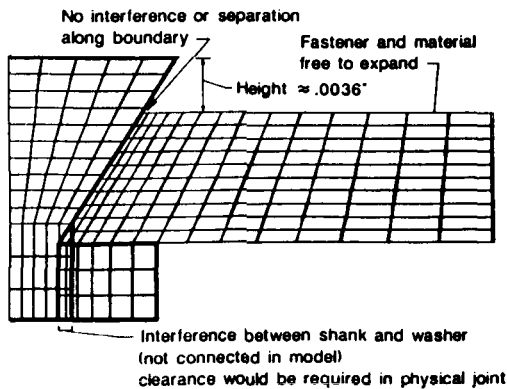 No interference or separation
along boundary
Fastener and material
free to expand
Height ≈ .0036"
Interference between shank and washer
(not connected in model)
clearance would be required in physical joint